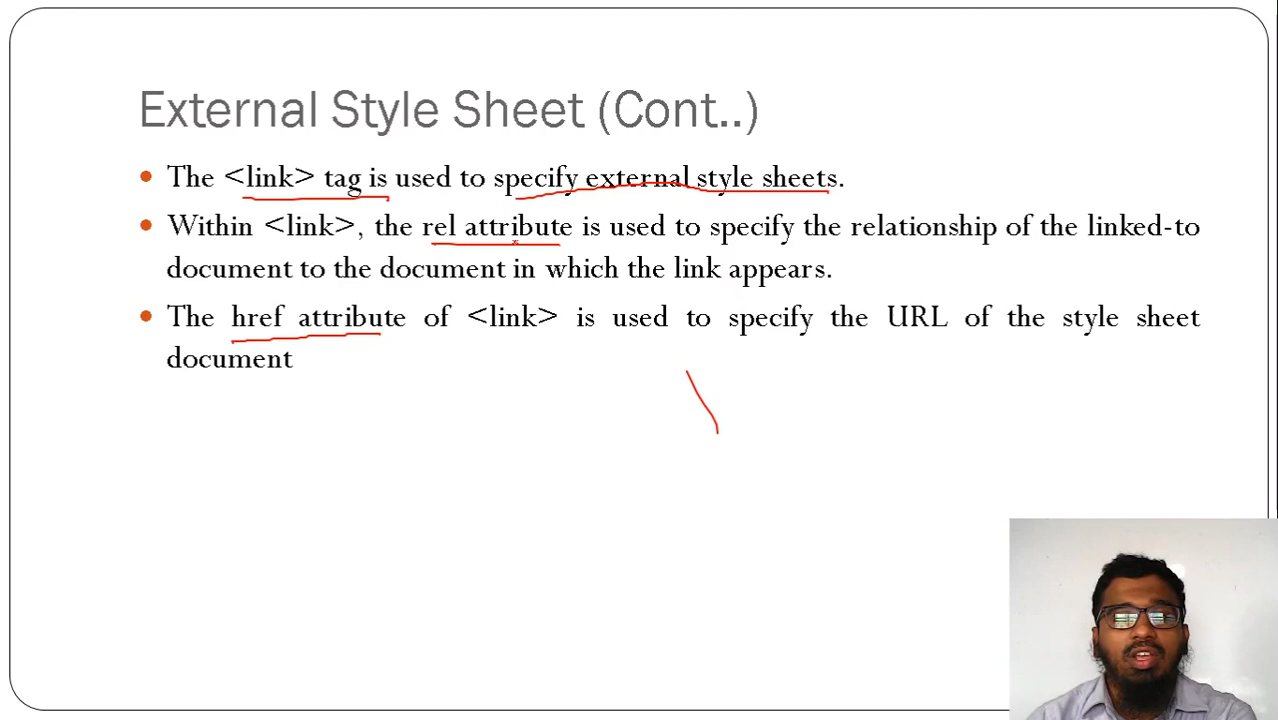 External Style Sheet (Cont..)
• The <link> tag is used to specify external style sheets.
• Within <link>, the rel attribute is used to specify the relationship of the linked-to
document to the document in which the link appears.
• The href attribute of <link> is used to specify the URL of the style sheet
document